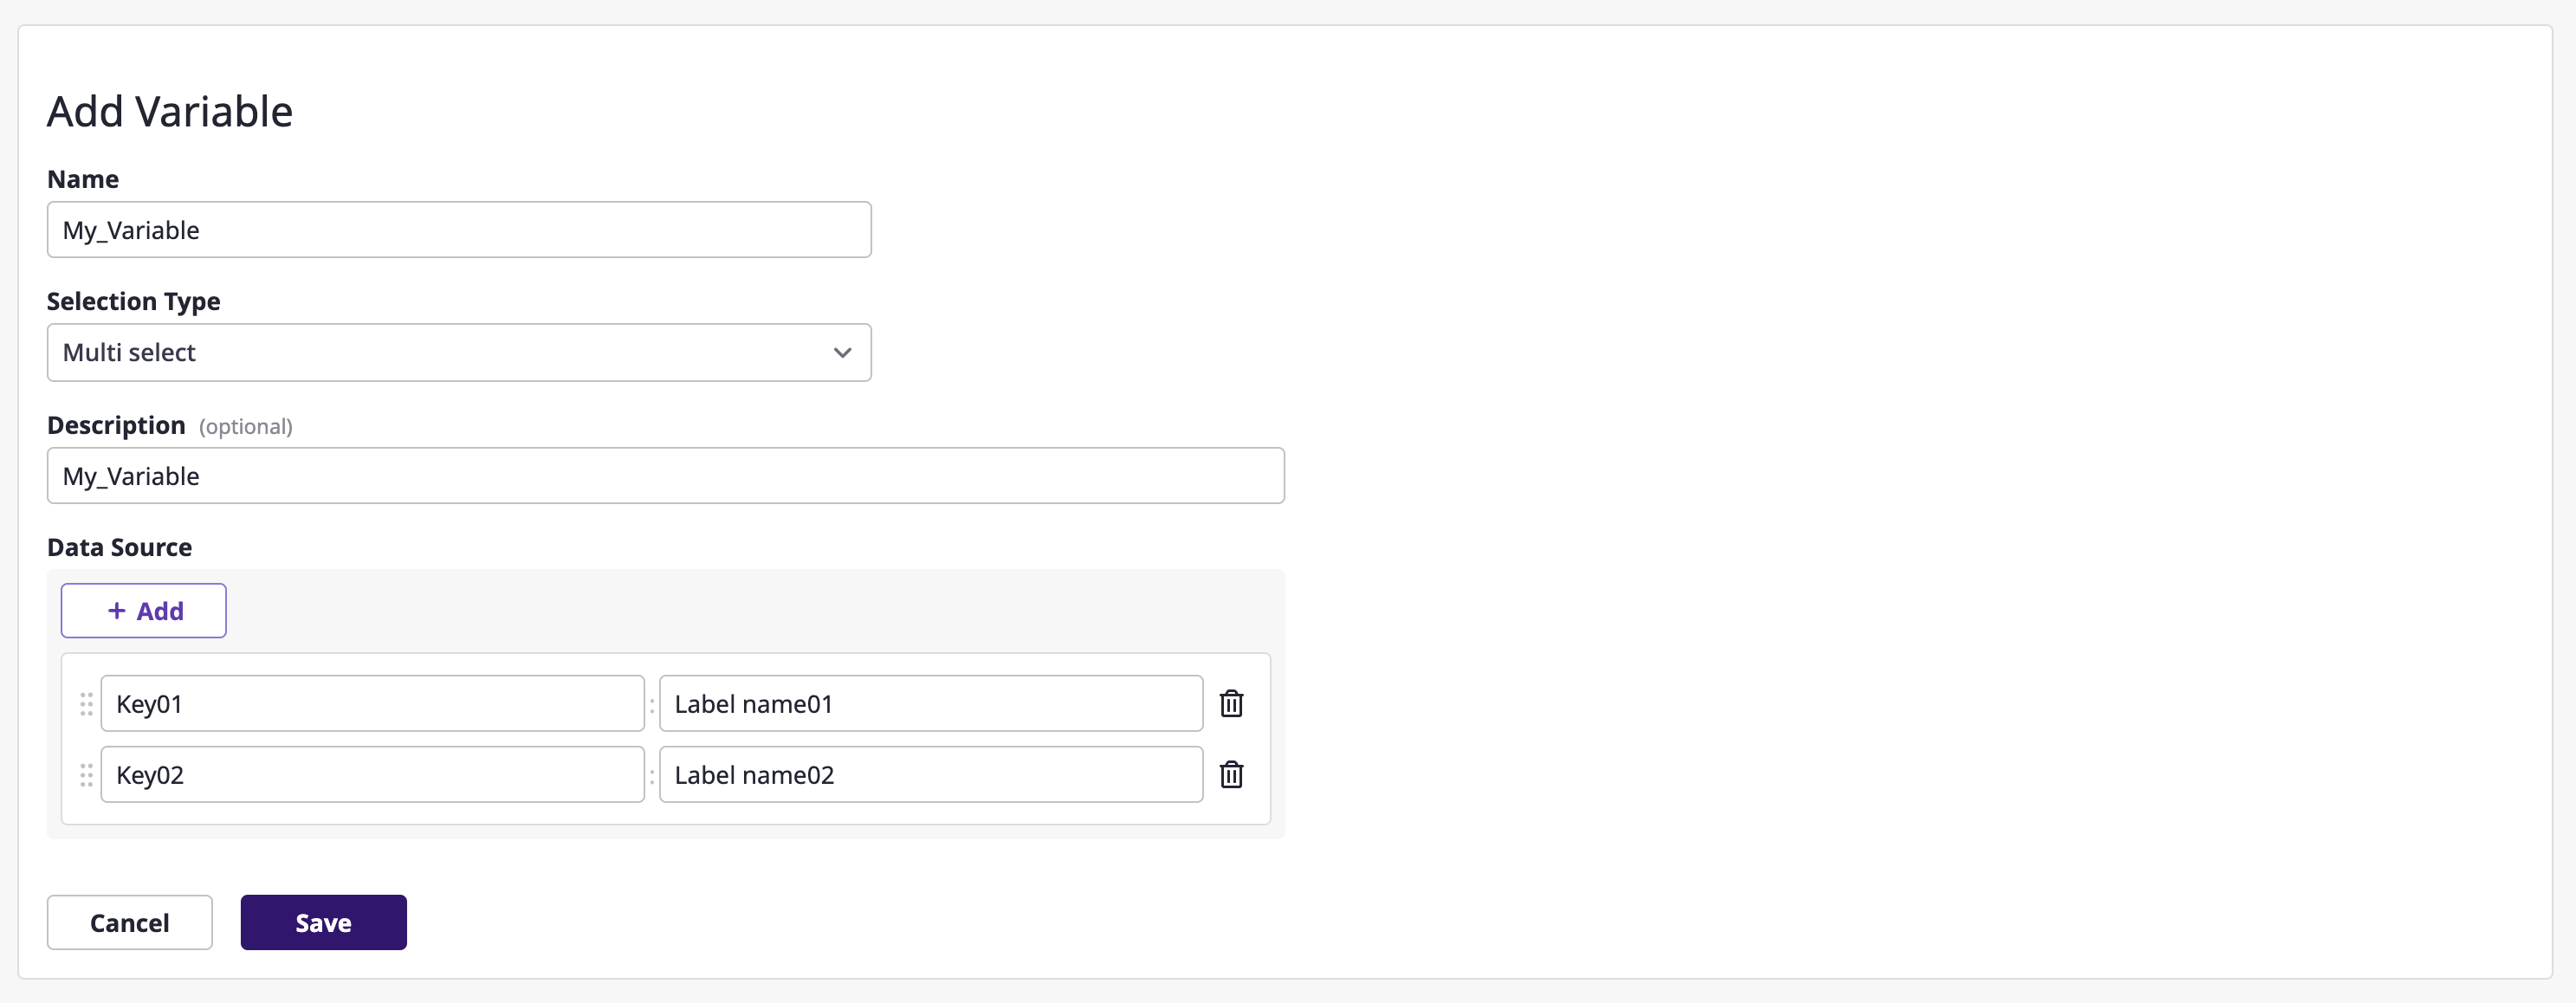 Add Variable
Name
My_Variable
Selection Type
Multi select
Description (optional)
My_Variable
Data Source
+ Add
Key01 : Label name01
Key02 : Label name02
Cancel Save